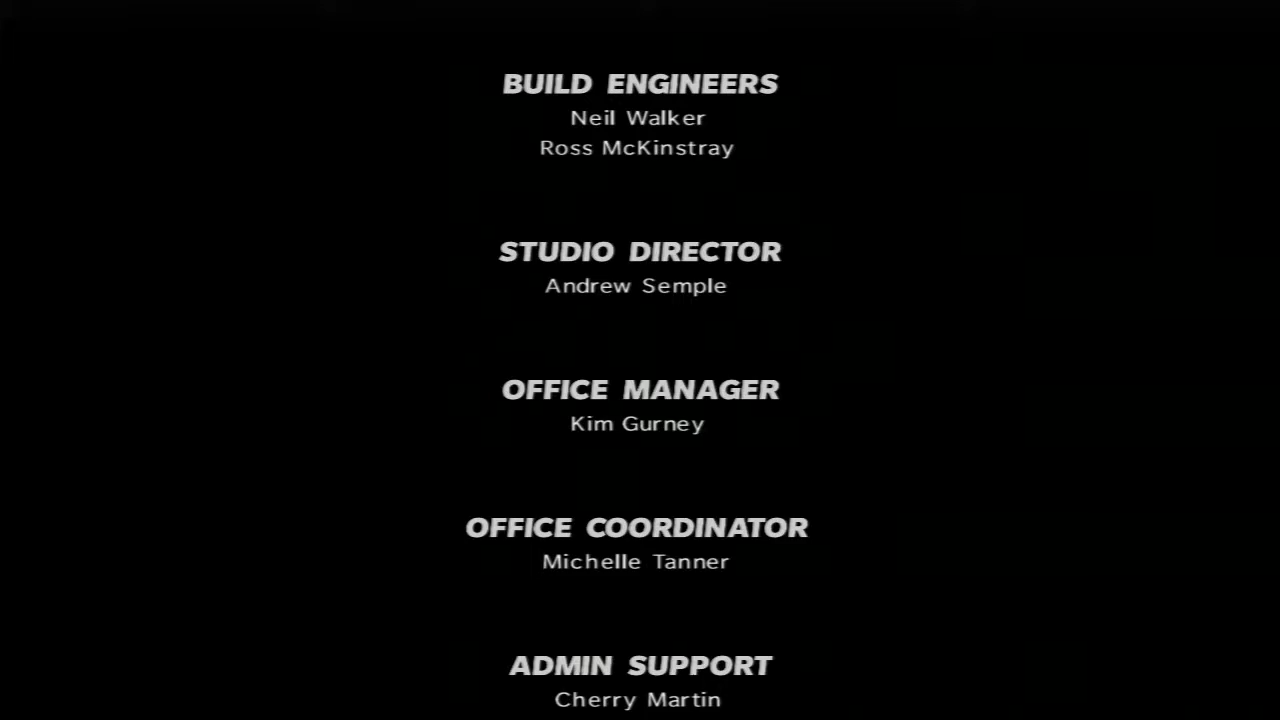 BUILD ENGINEERS
Neil Walker
Ross McKinstray
STUDIO DIRECTOR
Andrew Semple
OFFICE MANAGER
Kim Gurney
OFFICE COORDINATOR
Michelle Tanner
ADMIN SUPPORT
Cherry Martin